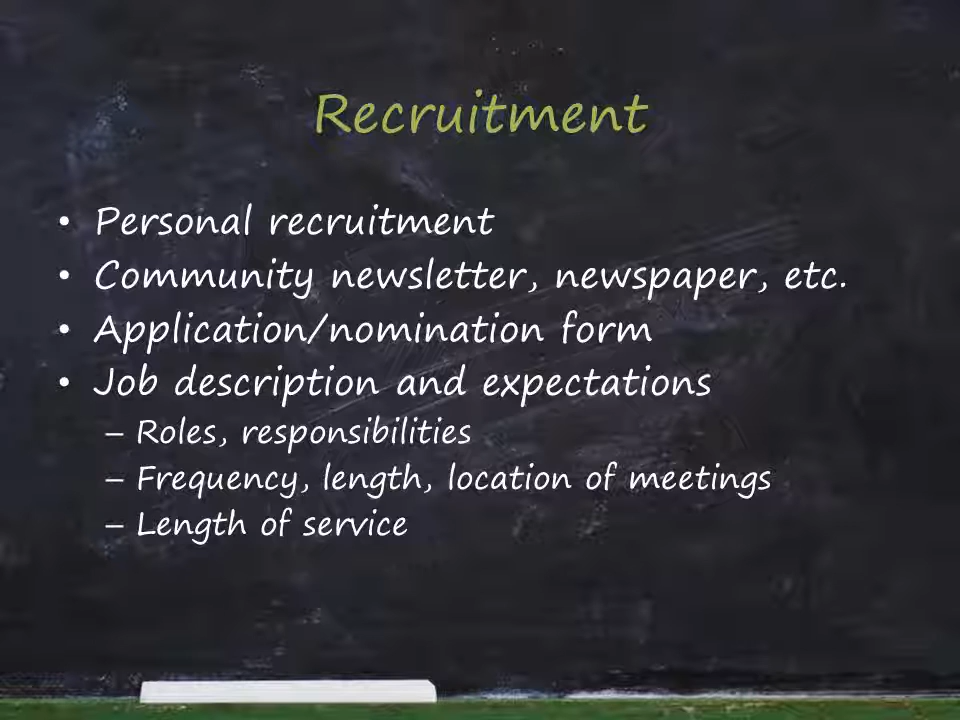 Recruitment
• Personal recruitment
• Community newsletter, newspaper, etc.
• Application/nomination form
• Job description and expectations
– Roles, responsibilities
– Frequency, length, location of meetings
– Length of service